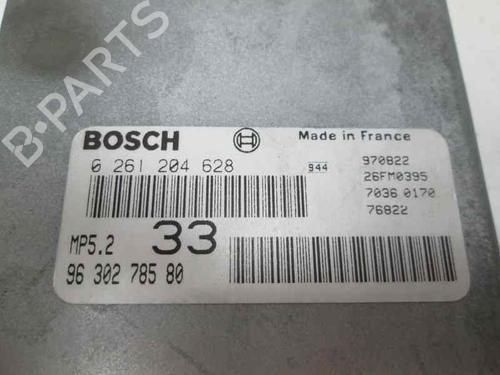 B-PARTS
BOSCH
Made in France
0 261 204 628
944
970822
26FM0395
7036 0170
76822
MP5.2
33
96 302 785 80